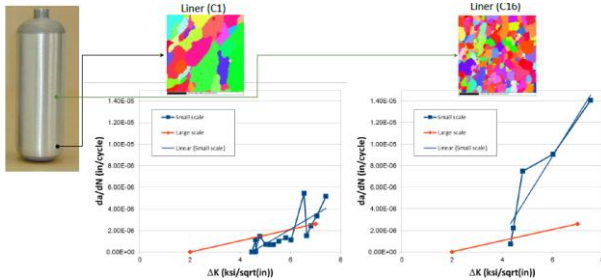 Liner (C1)
Liner (C16)
1.40E-05
1.20E-05
1.00E-05
8.00E-06
6.00E-06
4.00E-06
2.00E-06
0.00E+00
da/dN (in/cycle)
Small scale
Large scale
Linear (Small scale)
0
2
4
6
8
ΔK (ksi/sqrt(in))
1.40E-05
1.20E-05
1.00E-05
8.00E-06
6.00E-06
4.00E-06
2.00E-06
0.00E+00
da/dN (in/cycle)
Small scale
Large scale
Linear (Small scale)
0
2
4
6
ΔK (ksi/sqrt(in))